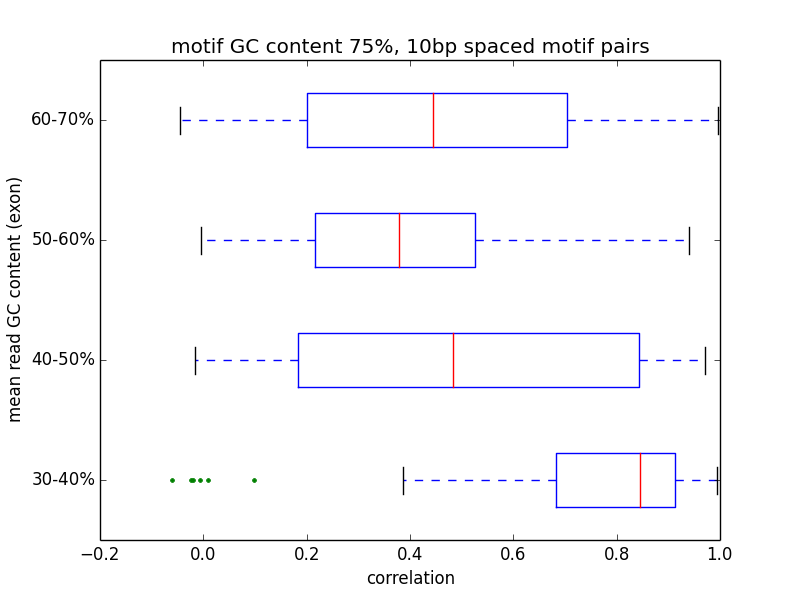 motif GC content 75%, 10bp spaced motif pairs
mean read GC content (exon)
60-70%
50-60%
40-50%
30-40%
−0.2 0.0 0.2 0.4 0.6 0.8 1.0
correlation